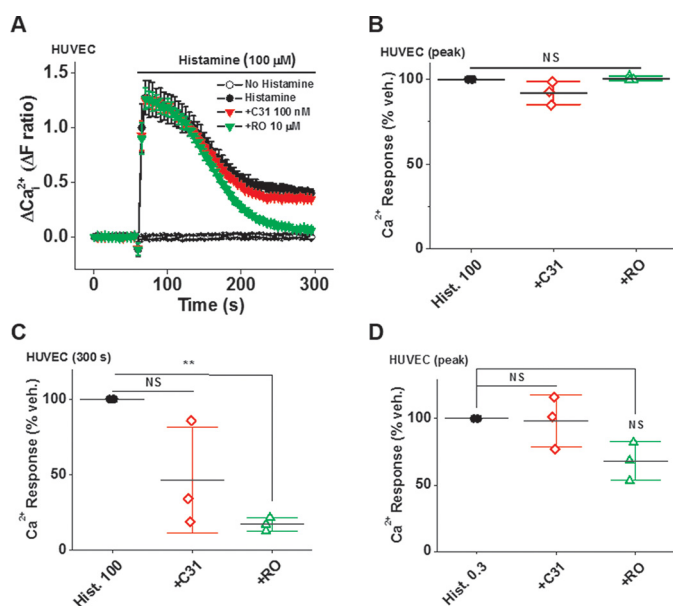 A
HUVEC
Histamine (100 µM)
No Histamine
Histamine
+C31 100 nM
+RO 10 µM
1.5
1.0
0.5
0.0
ΔCa²⁺ᵢ (ΔF ratio)
0
100
200
300
Time (s)
B
HUVEC (peak)
NS
100
50
0
Ca²⁺ Response (% veh.)
Hist. 100
+C31
+RO
C
HUVEC (300 s)
**
NS
100
50
0
Ca²⁺ Response (% veh.)
Hist. 100
+C31
+RO
D
HUVEC (peak)
NS
NS
100
50
0
Ca²⁺ Response (% veh.)
Hist. 0.3
+C31
+RO